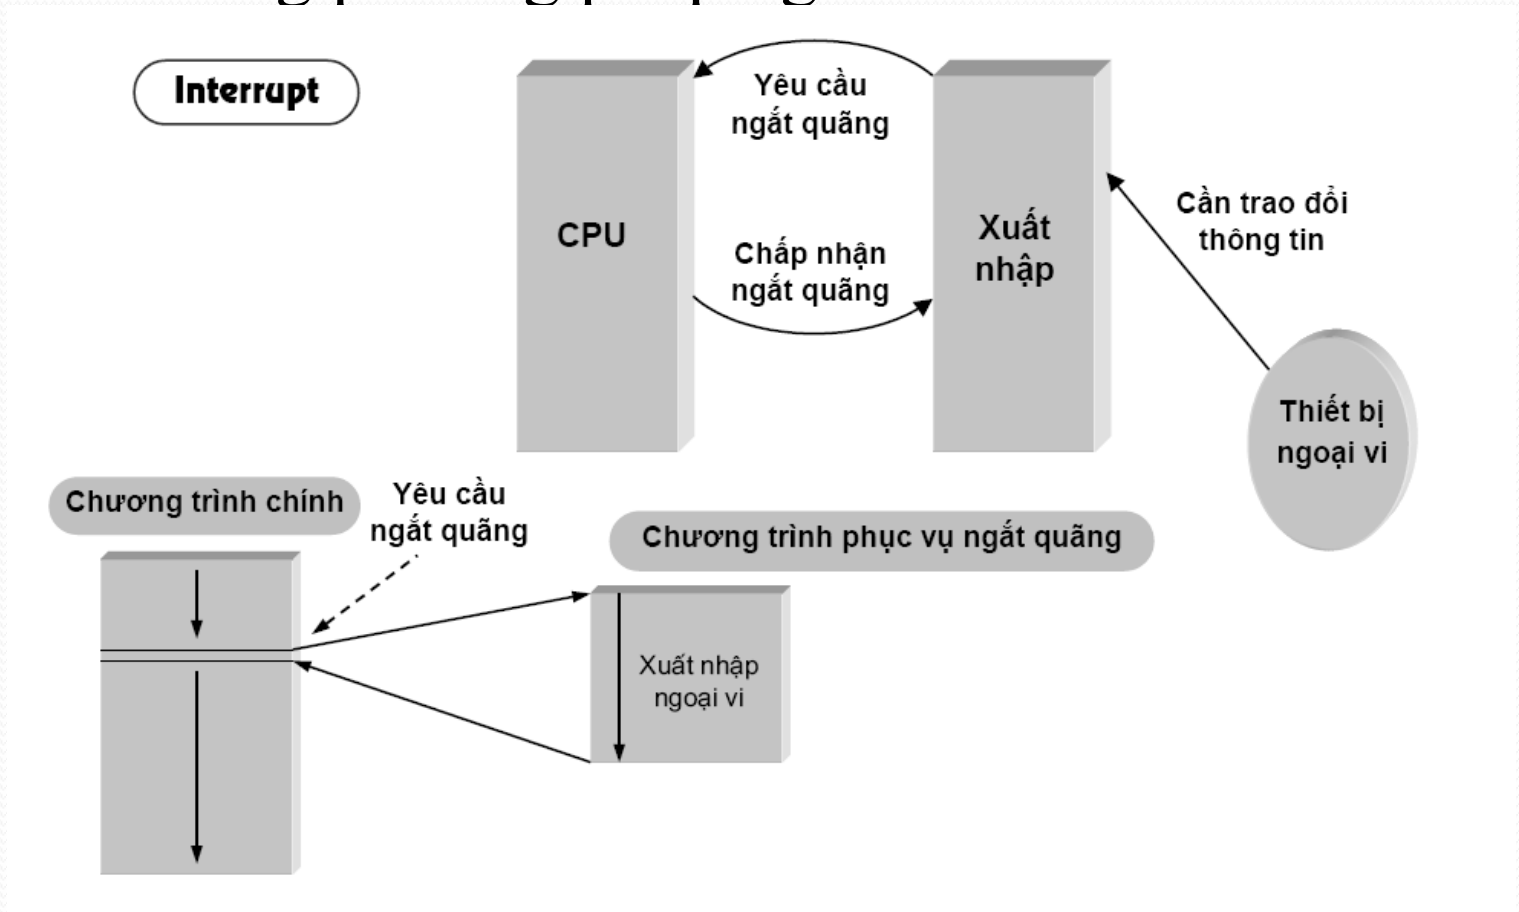 Interrupt
Yêu cầu
ngắt quãng
CPU
Xuất
nhập
Chấp nhận
ngắt quãng
Cần trao đổi
thông tin
Thiết bị
ngoại vi
Chương trình chính
Yêu cầu
ngắt quãng
Chương trình phục vụ ngắt quãng
Xuất nhập
ngoại vi